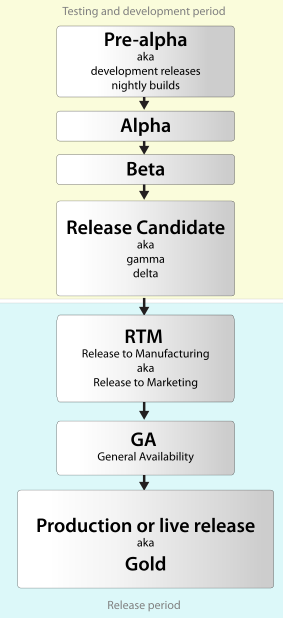 Testing and development period
Pre-alpha
aka
development releases
nightly builds
Alpha
Beta
Release Candidate
aka
gamma
delta
RTM
Release to Manufacturing
aka
Release to Marketing
GA
General Availability
Production or live release
aka
Gold
Release period